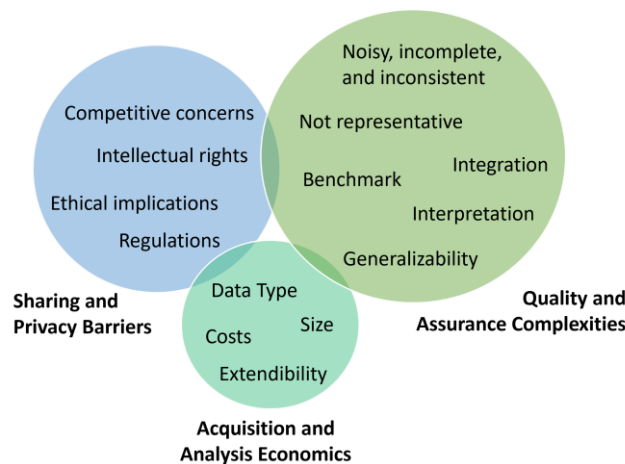 Noisy, incomplete,
and inconsistent
Competitive concerns
Not representative
Intellectual rights
Integration
Benchmark
Ethical implications
Interpretation
Regulations
Generalizability
Sharing and
Privacy Barriers
Data Type
Quality and
Assurance Complexities
Size
Costs
Extendibility
Acquisition and
Analysis Economics